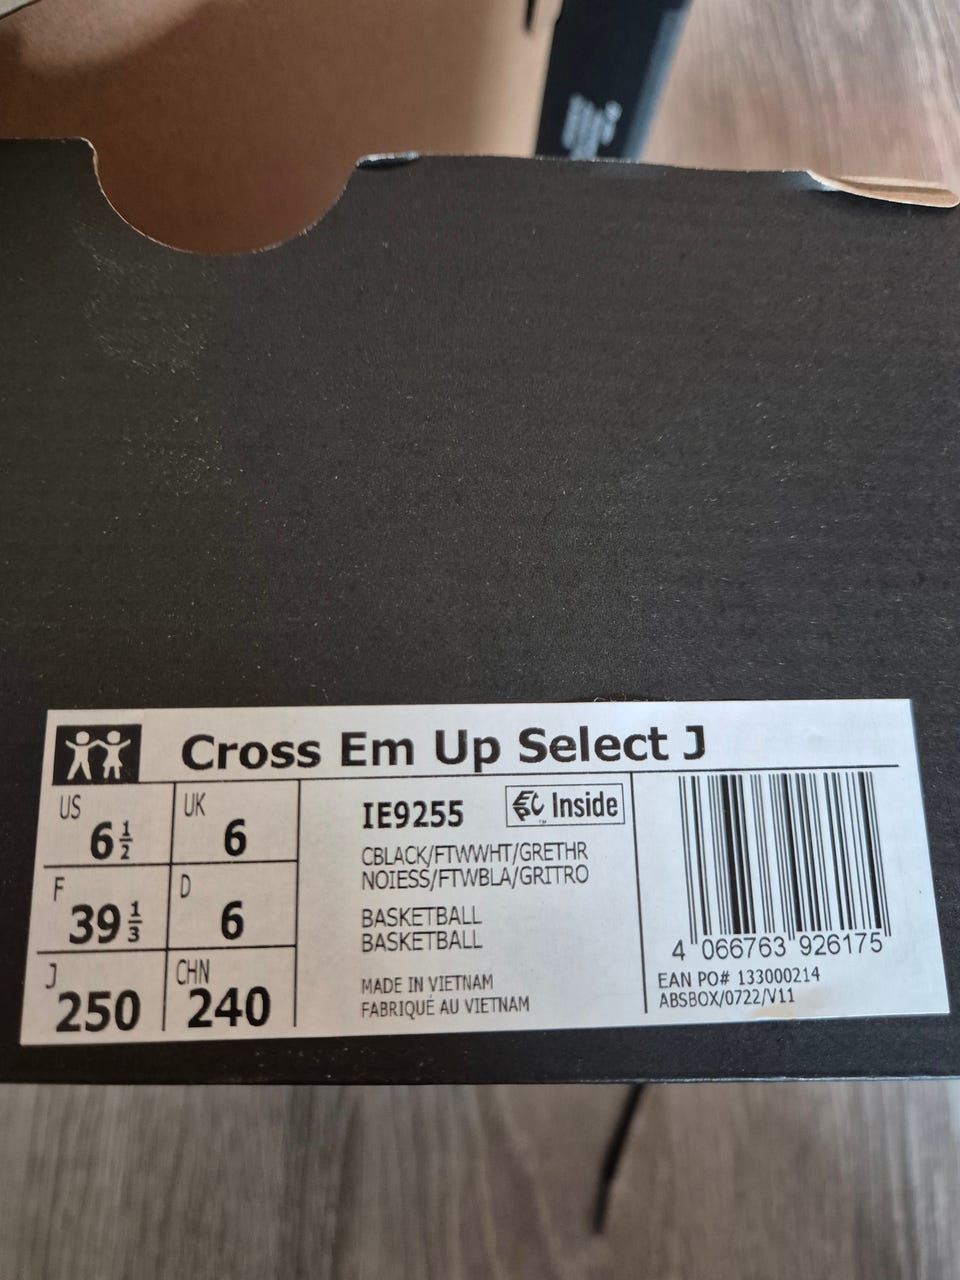 Cross Em Up Select J
US
6 1/2
UK
6
F
39 1/3
D
6
J
250
CHN
240
IE9255
EPC Inside
CBLACK/FTWWHT/GRETHR
NOIESS/FTWBLA/GRITRO
BASKETBALL
BASKETBALL
MADE IN VIETNAM
FABRIQUÉ AU VIETNAM
4 066763 926175
EAN PO# 133000214
ABSBOX/0722/V11